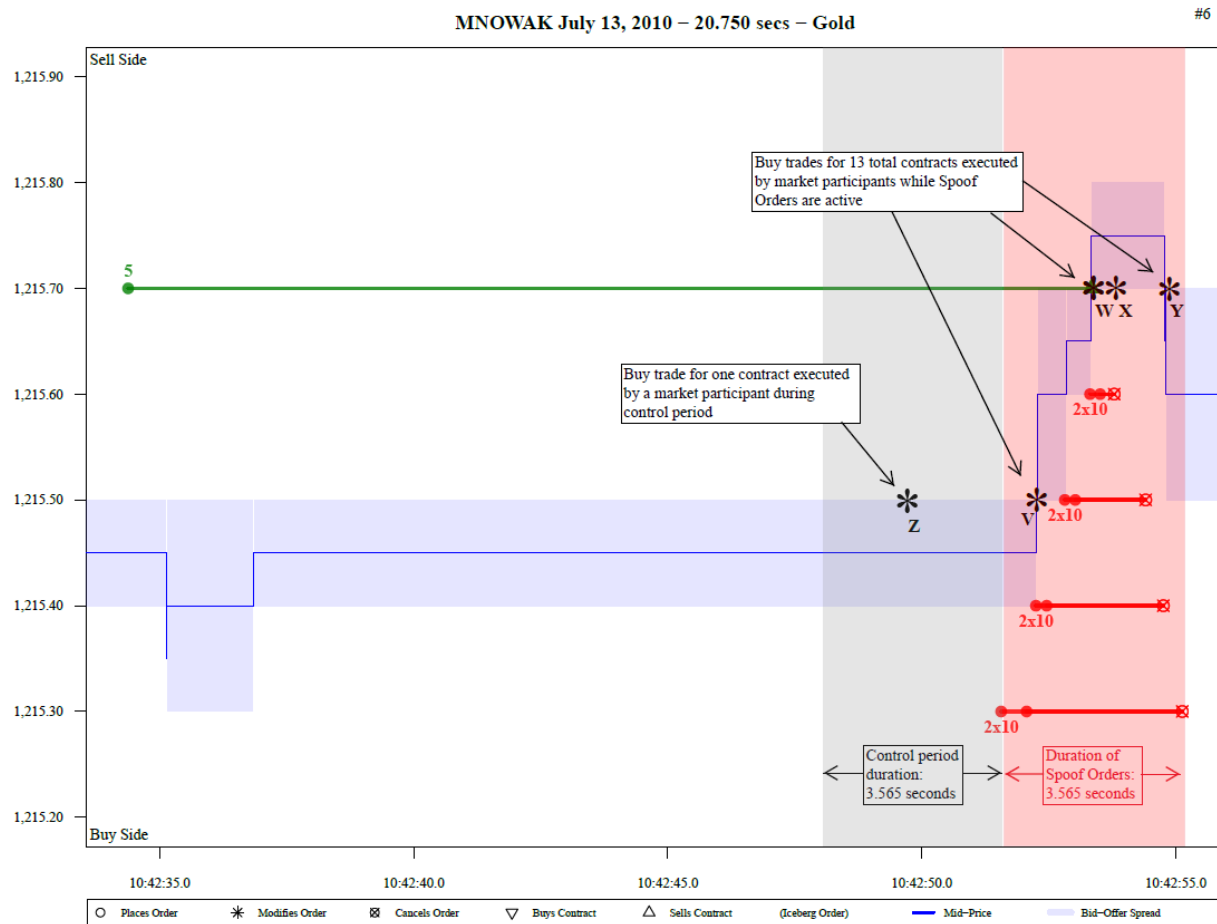 #6
MNOWAK July 13, 2010 − 20.750 secs − Gold
Sell Side
1,215.90
1,215.80
1,215.70
1,215.60
1,215.50
1,215.40
1,215.30
1,215.20
Buy trades for 13 total contracts executed
by market participants while Spoof
Orders are active
5
W X Y
Buy trade for one contract executed
by a market participant during
control period
2x10
Z V
2x10
2x10
2x10
Control period
duration:
3.565 seconds
Duration of
Spoof Orders:
3.565 seconds
Buy Side
10:42:35.0 10:42:40.0 10:42:45.0 10:42:50.0 10:42:55.0
Places Order Modifies Order Cancels Order Buys Contract Sells Contract (Iceberg Order) Mid−Price Bid−Offer Spread